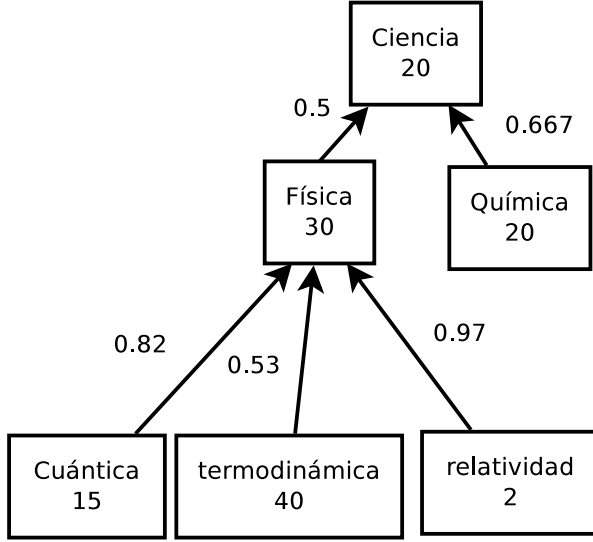 Ciencia
20
0.5
0.667
Física
30
Química
20
0.82
0.53
0.97
Cuántica
15
termodinámica
40
relatividad
2